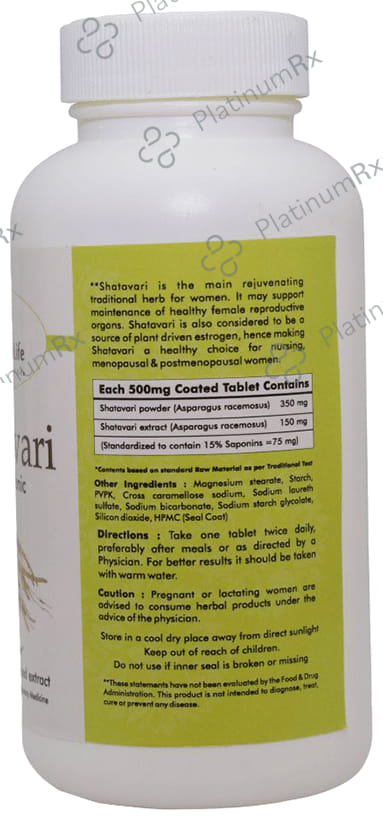 PlatinumRx
PlatinumRx
PlatinumRx
Rx
Platinum
tinumRx
**Shatavari is the main rejuvenating
traditional herb for women. It may support
maintenance of healthy female reproductive
organs. Shatavari is also considered to be a
source of plant driven estrogen, hence making
Shatavari a healthy choice for nursing,
menopausal & postmenopausal women.
Each 500mg Coated Tablet Contains
Shatavari powder (Asparagus racemosus) 350 mg
Shatavari extract (Asparagus racemosus) 150 mg
(Standardized to contain 15% Saponins =75 mg)
*Contents based on standard Raw Material as per Traditional Text
Other Ingredients : Magnesium stearate, Starch,
PVPK, Cross caramellose sodium, Sodium laureth
sulfate, Sodium bicarbonate, Sodium starch glycolate,
Silicon dioxide, HPMC (Seal Coat)
Directions : Take one tablet twice daily,
preferably after meals or as directed by a
Physician. For better results it should be taken
with warm water.
Caution : Pregnant or lactating women are
advised to consume herbal products under the
advice of the physician.
Store in a cool dry place away from direct sunlight
Keep out of reach of children.
Do not use if inner seal is broken or missing
**These statements have not been evaluated by the Food & Drug
Administration. This product is not intended to diagnose, treat,
cure or prevent any disease.
Life
vari
nic
extract
Medicine